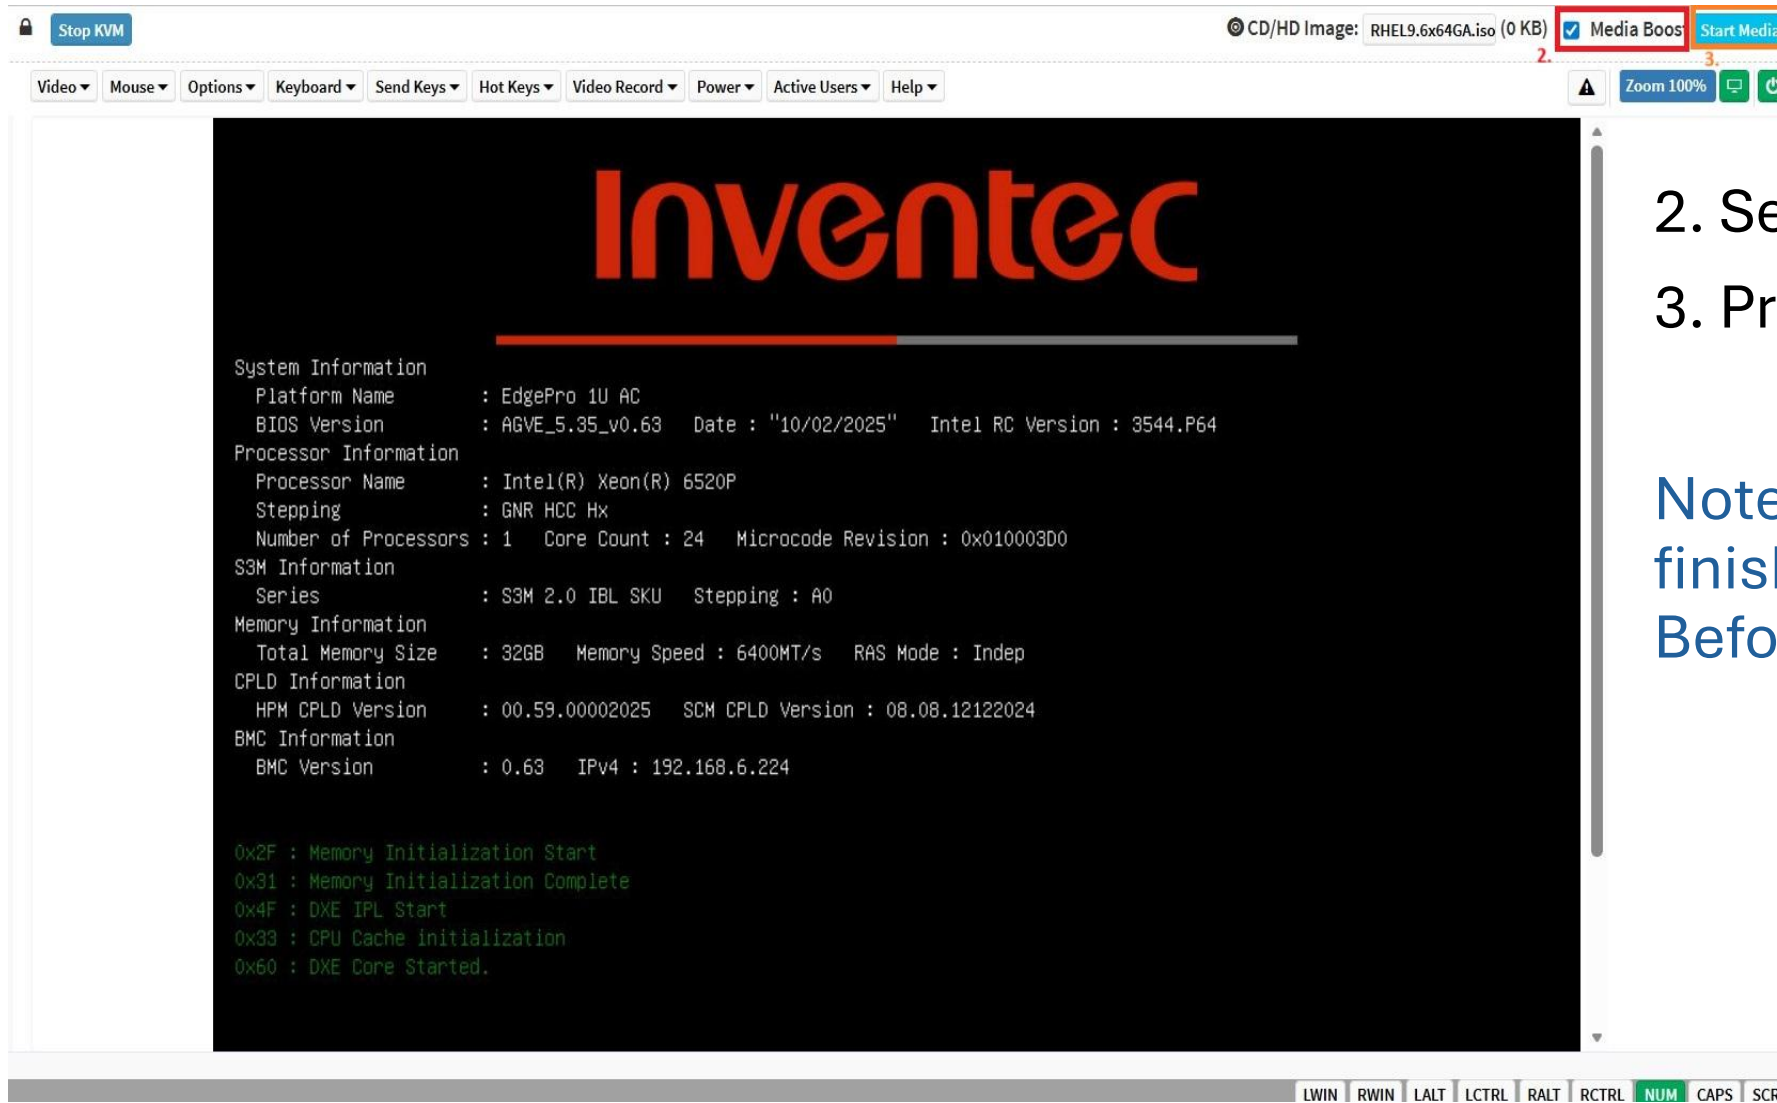 Stop KVM
CD/HD Image: RHEL9.6x64GA.iso (0 KB) Media Boos Start Media
2. 3.
Video Mouse Options Keyboard Send Keys Hot Keys Video Record Power Active Users Help Zoom 100%
Inventec
System Information
Platform Name : EdgePro 1U AC
BIOS Version : AGVE_5.35_v0.63 Date : "10/02/2025" Intel RC Version : 3544.P64
Processor Information
Processor Name : Intel(R) Xeon(R) 6520P
Stepping : GNR HCC Hx
Number of Processors : 1 Core Count : 24 Microcode Revision : 0x010003D0
S3M Information
Series : S3M 2.0 IBL SKU Stepping : A0
Memory Information
Total Memory Size : 32GB Memory Speed : 6400MT/s RAS Mode : Indep
CPLD Information
HPM CPLD Version : 00.59.00002025 SCM CPLD Version : 08.08.12122024
BMC Information
BMC Version : 0.63 IPv4 : 192.168.6.224
0x2F : Memory Initialization Start
0x31 : Memory Initialization Complete
0x4F : DXE IPL Start
0x33 : CPU Cache initialization
0x60 : DXE Core Started.
2. Se
3. Pr
Note
finis
Befo
LWIN RWIN LALT LCTRL RALT RCTRL NUM CAPS SCR